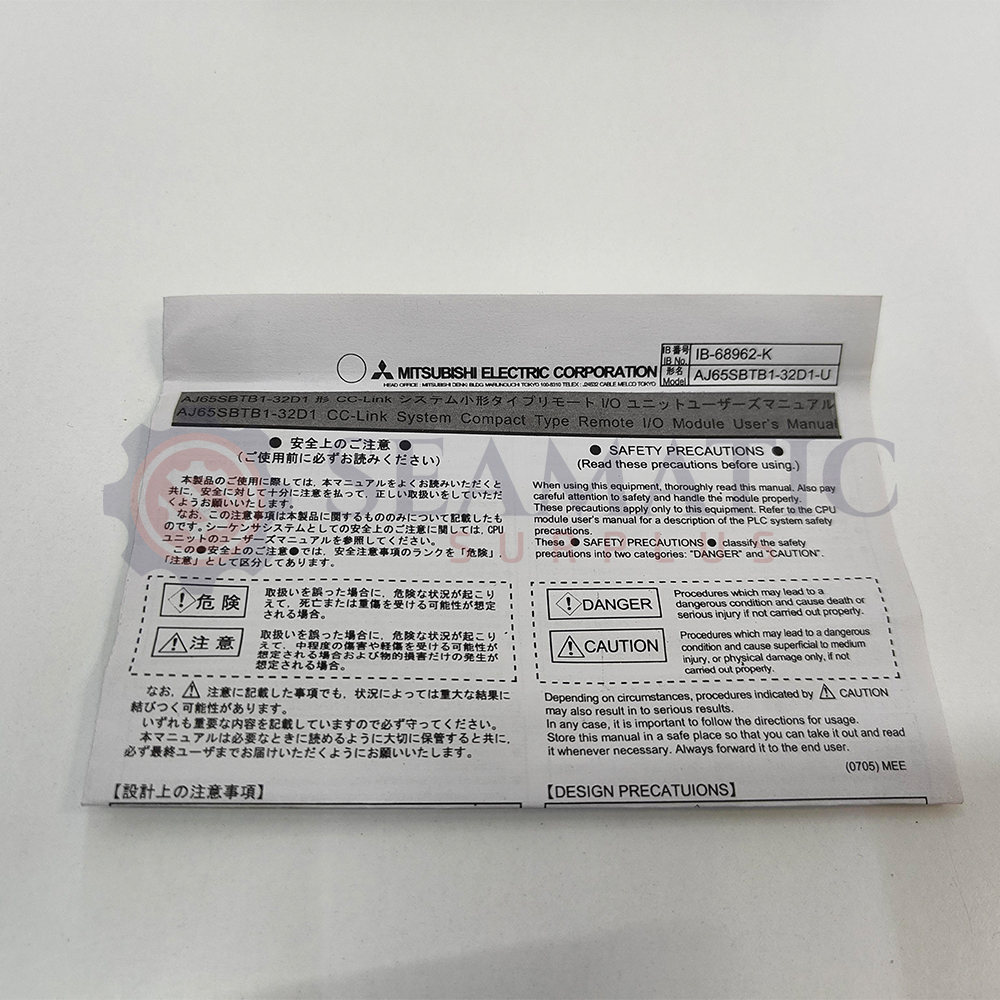 MITSUBISHI ELECTRIC CORPORATION
HEAD OFFICE : MITSUBISHI DENKI BLDG MARUNOUCHI TOKYO 100-8310 TELEX : J24532 CABLE MELCO TOKYO
IB番号
IB No.
IB-68962-K
形名
Model
AJ65SBTB1-32D1-U
AJ65SBTB1-32D1 形 CC-Link システム小形タイプリモート I/O ユニットユーザーズマニュアル
AJ65SBTB1-32D1 CC-Link System Compact Type Remote I/O Module User's Manual
● 安全上のご注意 ●
(ご使用前に必ずお読みください)
本製品のご使用に際しては、本マニュアルをよくお読みいただくと
共に、安全に対して十分に注意を払って、正しい取扱いをしていただ
くようお願いいたします。
なお、この注意事項は本製品に関するもののみについて記載したも
のです。シーケンサシステムとしての安全上のご注意に関しては、CPU
ユニットのユーザーズマニュアルを参照してください。
この●安全上のご注意●では、安全注意事項のランクを「危険」、
「注意」として区分してあります。
危険
取扱いを誤った場合に、危険な状況が起こり
えて、死亡または重傷を受ける可能性が想定
される場合。
注意
取扱いを誤った場合に、危険な状況が起こり
えて、中程度の傷害や軽傷を受ける可能性が
想定される場合および物的損害だけの発生が
想定される場合。
なお、⚠ 注意に記載した事項でも、状況によっては重大な結果に
結びつく可能性があります。
いずれも重要な内容を記載していますので必ず守ってください。
本マニュアルは必要なときに読めるように大切に保管すると共に、
必ず最終ユーザまでお届けいただくようにお願いいたします。
【設計上の注意事項】
● SAFETY PRECAUTIONS ●
(Read these precautions before using.)
When using this equipment, thoroughly read this manual. Also pay
careful attention to safety and handle the module properly.
These precautions apply only to this equipment. Refer to the CPU
module user's manual for a description of the PLC system safety
precautions.
These ● SAFETY PRECAUTIONS ● classify the safety
precautions into two categories: "DANGER" and "CAUTION".
DANGER
Procedures which may lead to a
dangerous condition and cause death or
serious injury if not carried out properly.
CAUTION
Procedures which may lead to a dangerous
condition and cause superficial to medium
injury, or physical damage only, if not
carried out properly.
Depending on circumstances, procedures indicated by ⚠ CAUTION
may also result in to serious results.
In any case, it is important to follow the directions for usage.
Store this manual in a safe place so that you can take it out and read
it whenever necessary. Always forward it to the end user.
(0705) MEE
【DESIGN PRECATUIONS】
SEAMATIC
SURPLUS